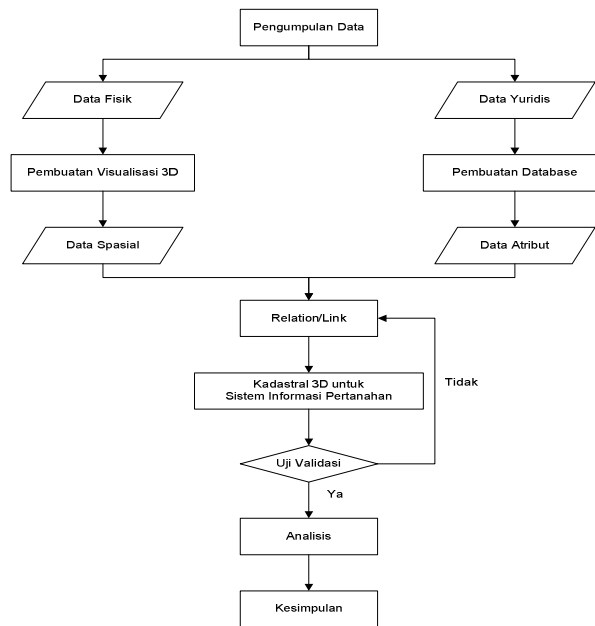 Pengumpulan Data
Data Fisik
Data Yuridis
Pembuatan Visualisasi 3D
Pembuatan Database
Data Spasial
Data Atribut
Relation/Link
Tidak
Kadastral 3D untuk
Sistem Informasi Pertanahan
Uji Validasi
Ya
Analisis
Kesimpulan